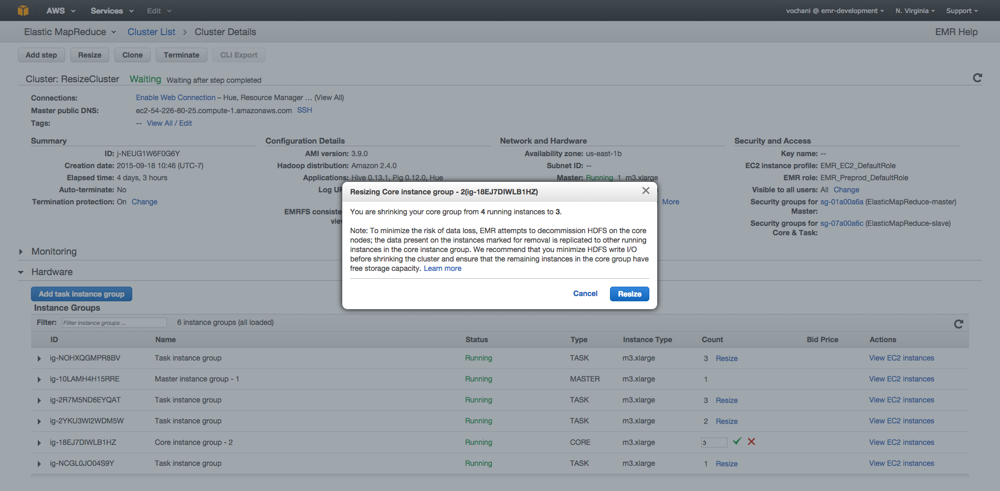 AWS Services Edit vochani @ emr-development N. Virginia Support
Elastic MapReduce Cluster List > Cluster Details EMR Help
Add step Resize Clone Terminate CLI Export
Cluster: ResizeCluster Waiting Waiting after step completed
Connections: Enable Web Connection – Hue, Resource Manager ... (View All)
Master public DNS: ec2-54-226-80-25.compute-1.amazonaws.com SSH
Tags: -- View All / Edit
Summary
ID: j-NEUG1W6F0G6Y
Creation date: 2015-09-18 10:46 (UTC-7)
Elapsed time: 4 days, 3 hours
Auto-terminate: No
Termination protection: On Change
Configuration Details
AMI version: 3.9.0
Hadoop distribution: Amazon 2.4.0
Applications: Hive 0.13.1, Pig 0.12.0, Hue
Log UR
EMRFS consiste
view
Network and Hardware
Availability zone: us-east-1b
Subnet ID: --
Master: Running 1 m3.xlarge
More
Security and Access
Key name: --
EC2 instance profile: EMR_EC2_DefaultRole
EMR role: EMR_Preprod_DefaultRole
Visible to all users: All Change
Security groups for sg-01a00a6a (ElasticMapReduce-master)
Master:
Security groups for sg-07a00a6c (ElasticMapReduce-slave)
Core & Task:
Resizing Core instance group - 2(ig-18EJ7DIWLB1HZ)
You are shrinking your core group from 4 running instances to 3.
Note: To minimize the risk of data loss, EMR attempts to decommission HDFS on the core
nodes; the data present on the instances marked for removal is replicated to other running
instances in the core instance group. We recommend that you minimize HDFS write I/O
before shrinking the cluster and ensure that the remaining instances in the core group have
free storage capacity. Learn more
Cancel Resize
Monitoring
Hardware
Add task instance group
Instance Groups
Filter: Filter instance groups ... 6 instance groups (all loaded)
ID Name Status Type Instance Type Count Bid Price Actions
ig-NOHXQGMPR8BV Task instance group Running TASK m3.xlarge 3 Resize View EC2 instances
ig-10LAMH4H15RRE Master instance group - 1 Running MASTER m3.xlarge 1 View EC2 instances
ig-2R7M5ND6EYQAT Task instance group Running TASK m3.xlarge 3 Resize View EC2 instances
ig-2YKU3WI2WDM5W Task instance group Running TASK m3.xlarge 2 Resize View EC2 instances
ig-18EJ7DIWLB1HZ Core instance group - 2 Running CORE m3.xlarge 3 View EC2 instances
ig-NCGL0JO04S9Y Task instance group Running TASK m3.xlarge 1 Resize View EC2 instances